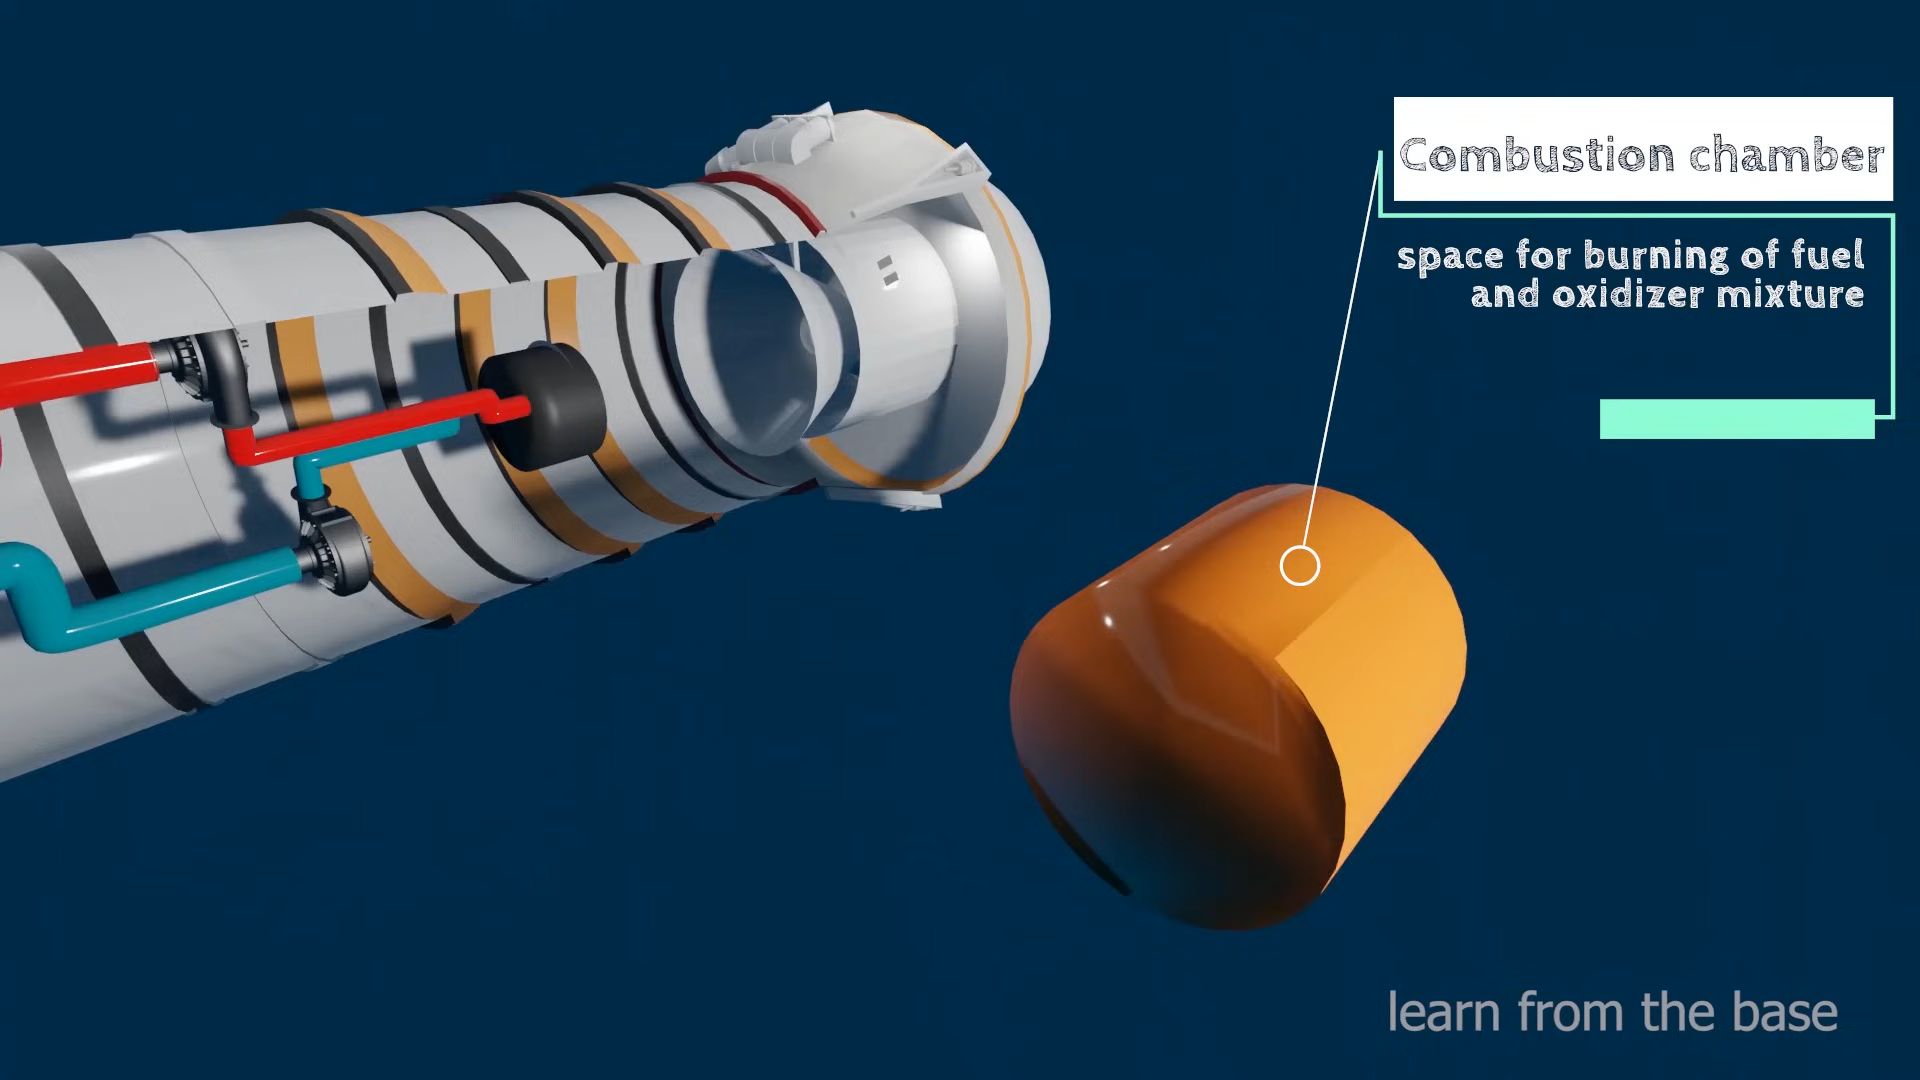 Combustion chamber
space for burning of fuel
and oxidizer mixture
learn from the base